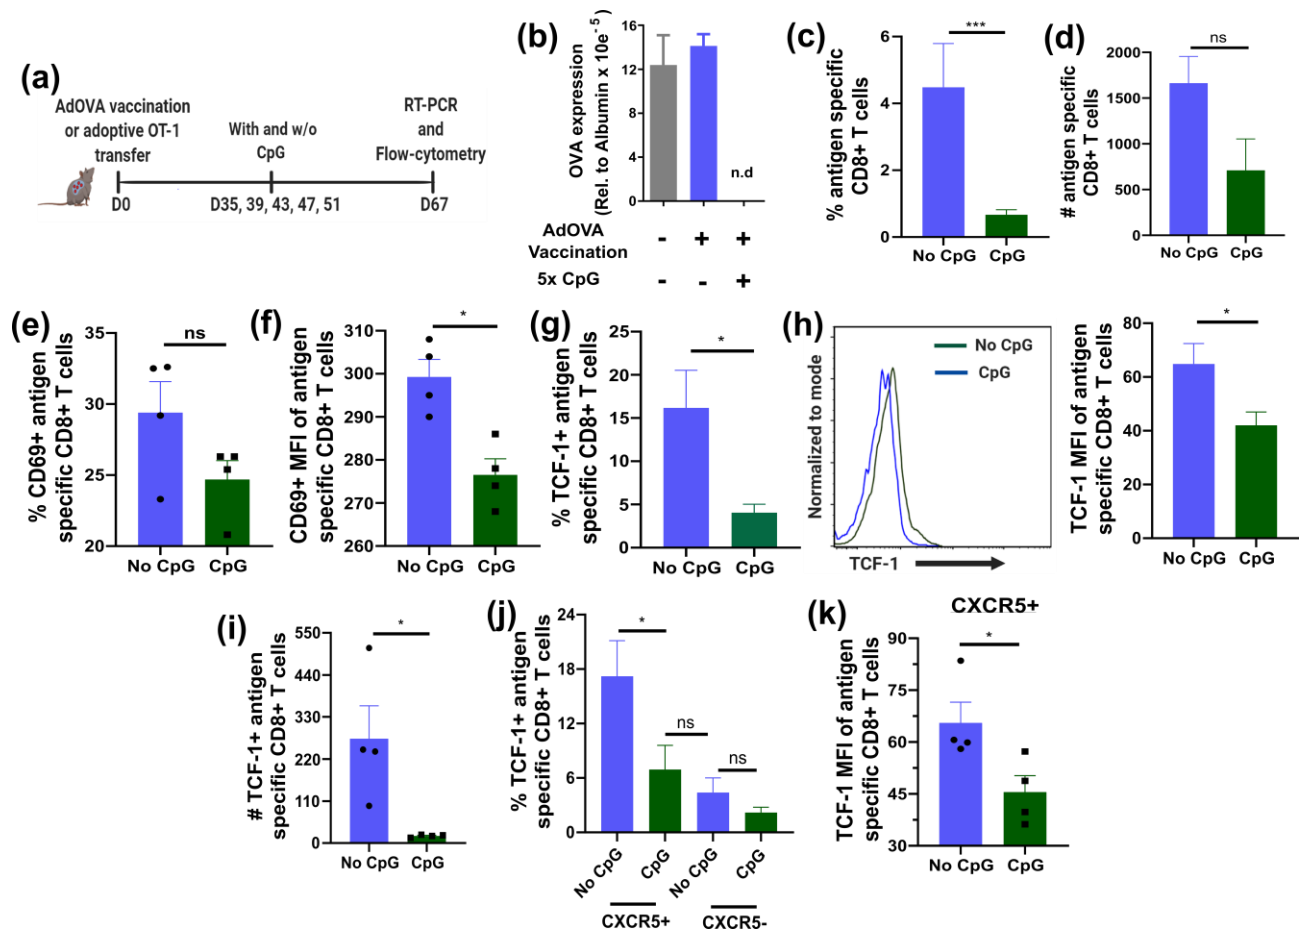 (a)
AdOVA vaccination
or adoptive OT-1
transfer
With and w/o
CpG
RT-PCR
and
Flow-cytometry
D0
D35, 39, 43, 47, 51
D67
(b)
OVA expression
(Rel. to Albumin x 10e-5)
16
12
8
4
0
n.d
AdOVA
Vaccination
- + +
5x CpG
- - +
(c)
% antigen specific
CD8+ T cells
6
4
2
0
***
No CpG CpG
(d)
# antigen specific
CD8+ T cells
2000
1500
1000
500
0
ns
No CpG CpG
(e)
% CD69+ antigen
specific CD8+ T cells
35
30
25
20
ns
No CpG CpG
(f)
CD69+ MFI of antigen
specific CD8+ T cells
310
300
290
280
270
260
*
No CpG CpG
(g)
% TCF-1+ antigen
specific CD8+ T cells
25
20
15
10
5
0
*
No CpG CpG
(h)
Normalized to mode
No CpG
CpG
TCF-1
TCF-1 MFI of antigen
specific CD8+ T cells
80
60
40
20
0
*
No CpG CpG
(i)
# TCF-1+ antigen
specific CD8+ T cells
550
440
330
220
110
0
*
No CpG CpG
(j)
% TCF-1+ antigen
specific CD8+ T cells
24
18
12
6
0
*
ns
ns
No CpG CpG No CpG CpG
CXCR5+ CXCR5-
(k)
CXCR5+
TCF-1 MFI of antigen
specific CD8+ T cells
90
75
60
45
30
*
No CpG CpG